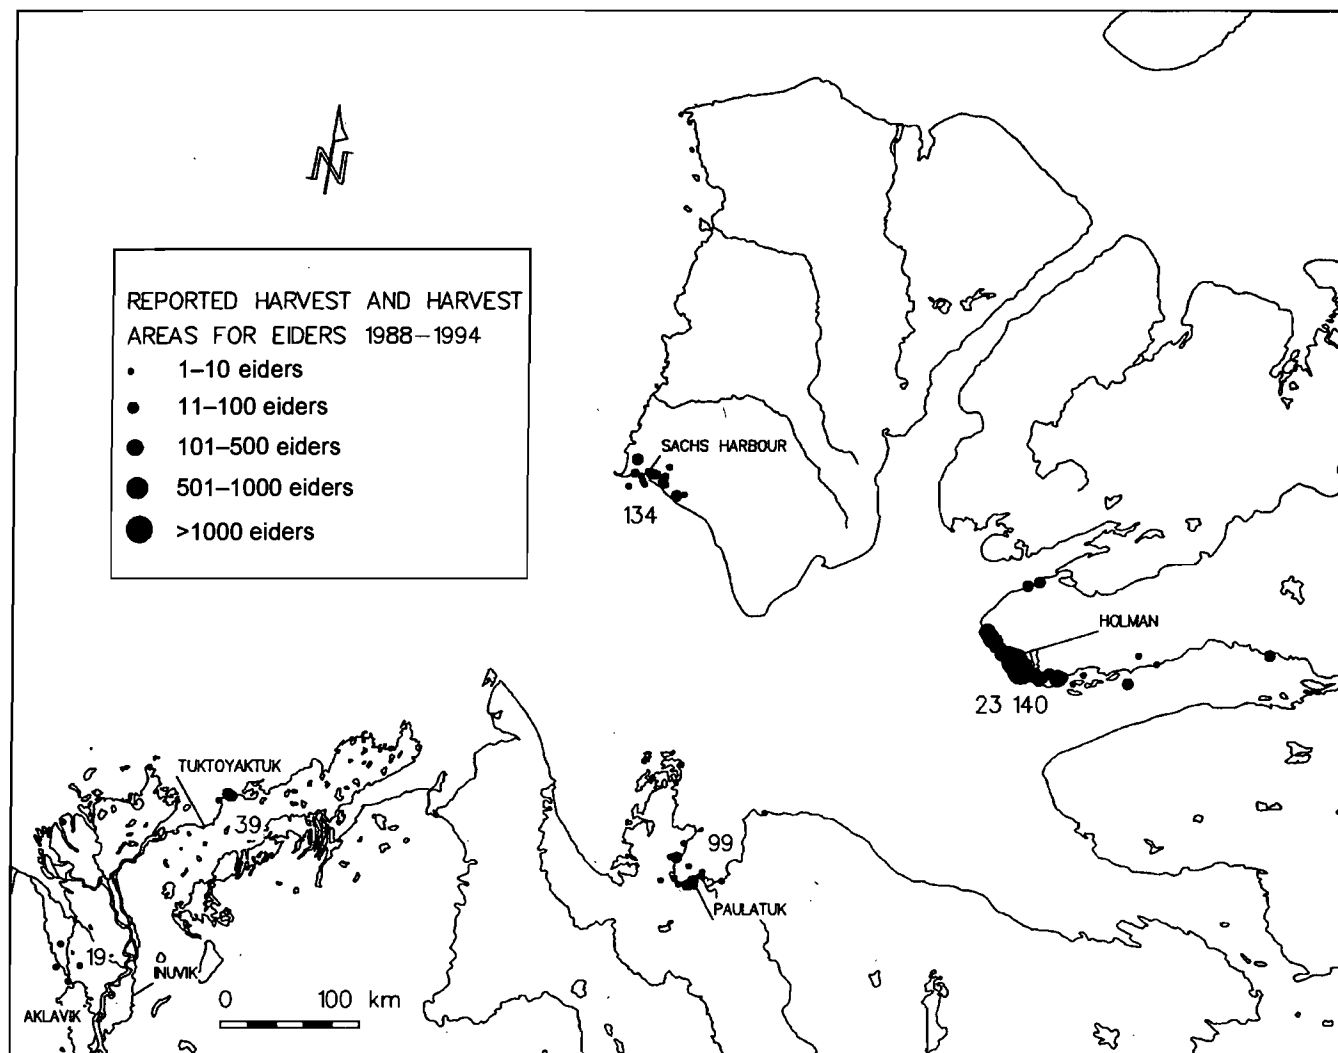 N
REPORTED HARVEST AND HARVEST
AREAS FOR EIDERS 1988–1994
1–10 eiders
11–100 eiders
101–500 eiders
501–1000 eiders
>1000 eiders
SACHS HARBOUR
134
HOLMAN
23 140
TUKTOYAKTUK
39
99
PAULATUK
19
INUVIK
AKLAVIK
0 100 km